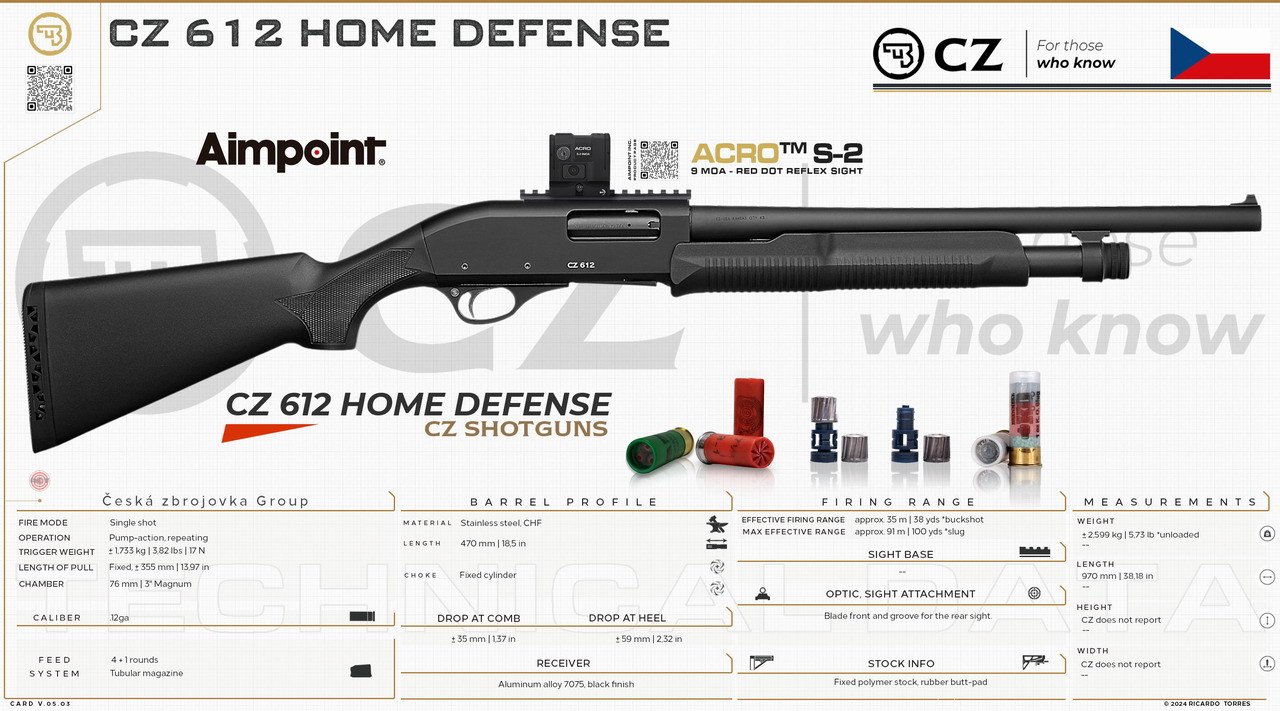 CZ 612 HOME DEFENSE
CZ
For those
who know
Aimpoint®
ACRO
AIMPOINT INC.
ACRO™ S-2
9 MOA - RED DOT REFLEX SIGHT
CZ 612
who know
CZ 612 HOME DEFENSE
CZ SHOTGUNS
Česká zbrojovka Group
FIRE MODE Single shot
OPERATION Pump-action, repeating
TRIGGER WEIGHT ± 1,733 kg | 3,82 lbs | 17 N
LENGTH OF PULL Fixed, ± 355 mm | 13,97 in
CHAMBER 76 mm | 3" Magnum
CALIBER .12ga
FEED
SYSTEM
4 + 1 rounds
Tubular magazine
BARREL PROFILE
MATERIAL Stainless steel, CHF
LENGTH 470 mm | 18.5 in
CHOKE Fixed cylinder
DROP AT COMB DROP AT HEEL
± 35 mm | 1.37 in ± 59 mm | 2,32 in
RECEIVER
Aluminum alloy 7075, black finish
FIRING RANGE
EFFECTIVE FIRING RANGE approx. 35 m | 38 yds *buckshot
MAX EFFECTIVE RANGE approx. 91 m | 100 yds *slug
SIGHT BASE
--
OPTIC, SIGHT ATTACHMENT
Blade front and groove for the rear sight.
STOCK INFO
Fixed polymer stock, rubber butt-pad
MEASUREMENTS
WEIGHT
± 2,599 kg | 5.73 lb *unloaded
--
LENGTH
970 mm | 38,18 in
--
HEIGHT
CZ does not report
--
WIDTH
CZ does not report
--
TECHNICAL DATA
CARD V.05.03
© 2024 RICARDO TORRES